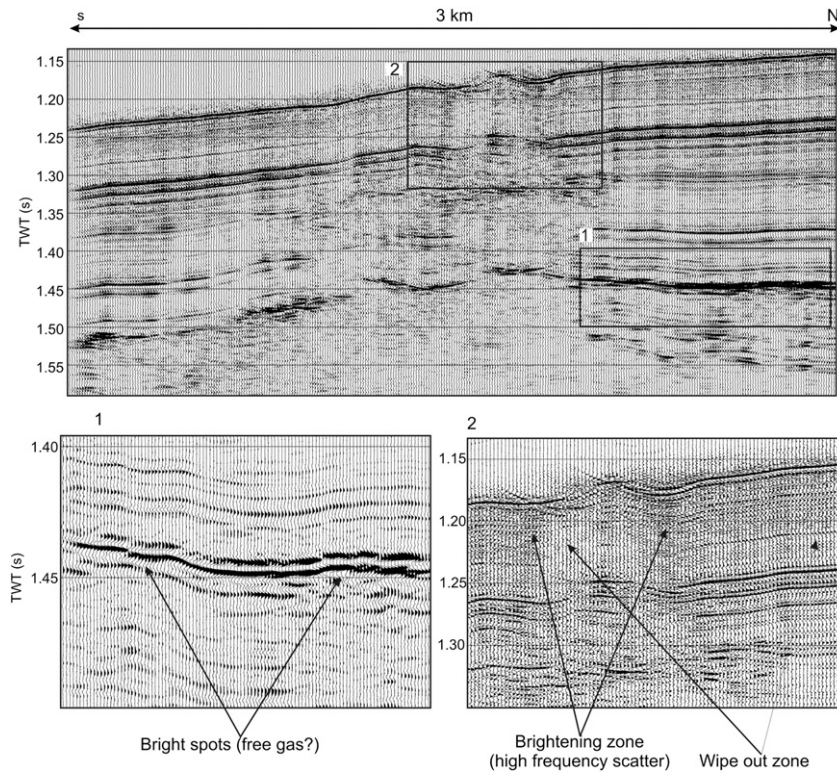 s 3 km N
1.15
2
1.20
1.25
1.30
TWT (s)
1.35
1
1.40
1.45
1.50
1.55
1 2
1.40
1.15
1.20
TWT (s)
1.45
1.25
1.30
Bright spots (free gas?)
Brightening zone
(high frequency scatter)
Wipe out zone